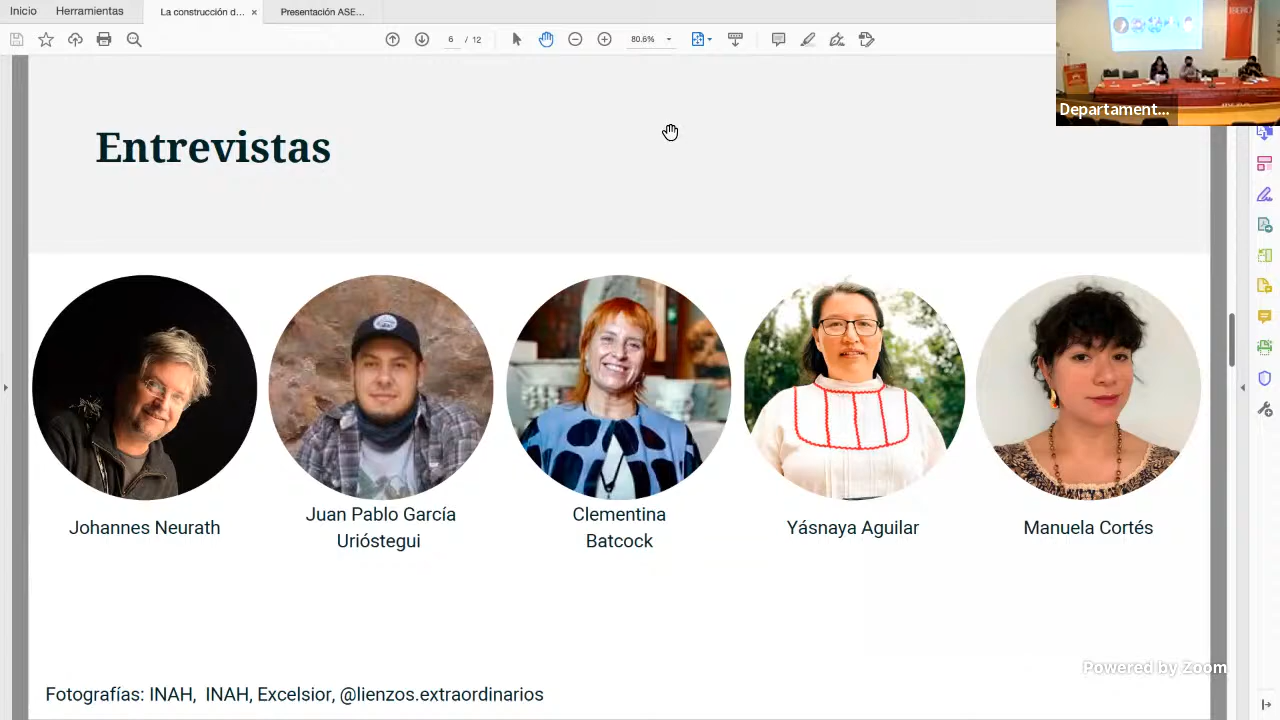 Inicio Herramientas La construcción d... × Presentación ASE...
6 / 12 80.6%
IBERO
Departament...
Entrevistas
Johannes Neurath
Juan Pablo García
Urióstegui
Clementina
Batcock
Yásnaya Aguilar
Manuela Cortés
Powered by Zoom
Fotografías: INAH, INAH, Excelsior, @lienzos.extraordinarios